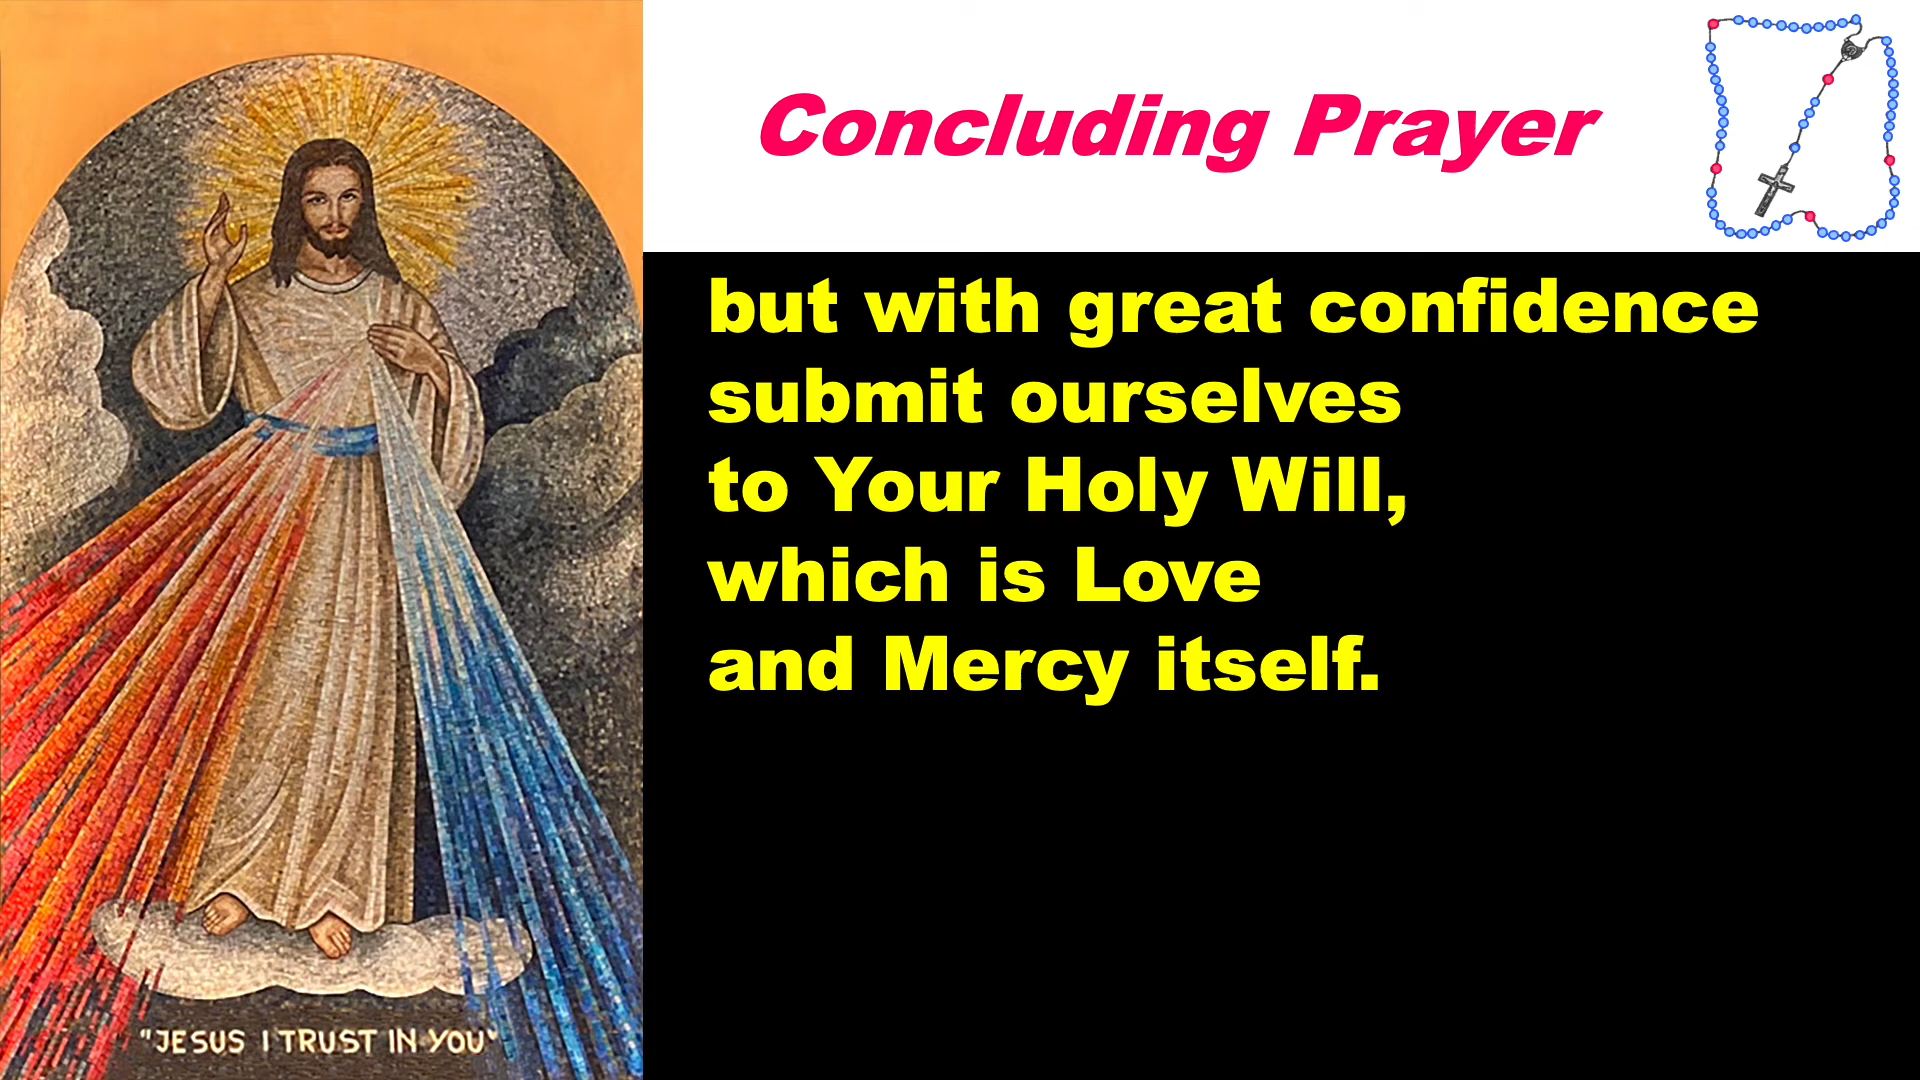 Concluding Prayer
but with great confidence
submit ourselves
to Your Holy Will,
which is Love
and Mercy itself.
"JESUS I TRUST IN YOU"